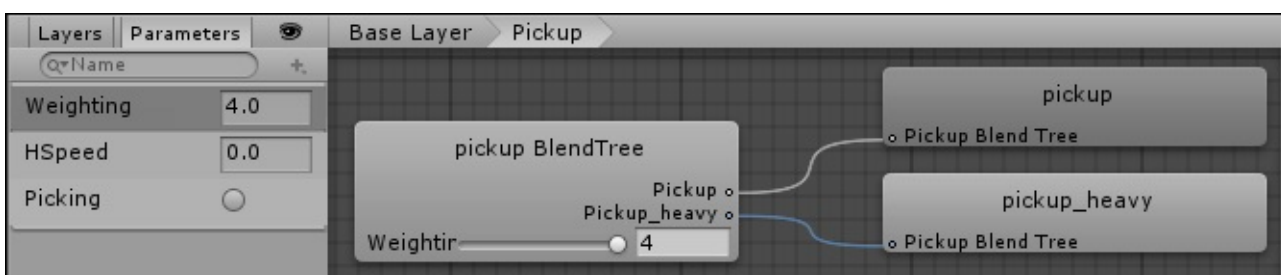 Layers Parameters
Name
Weighting 4.0
HSpeed 0.0
Picking
Base Layer Pickup
pickup BlendTree
Pickup
Pickup_heavy
Weightir 4
pickup
Pickup Blend Tree
pickup_heavy
Pickup Blend Tree